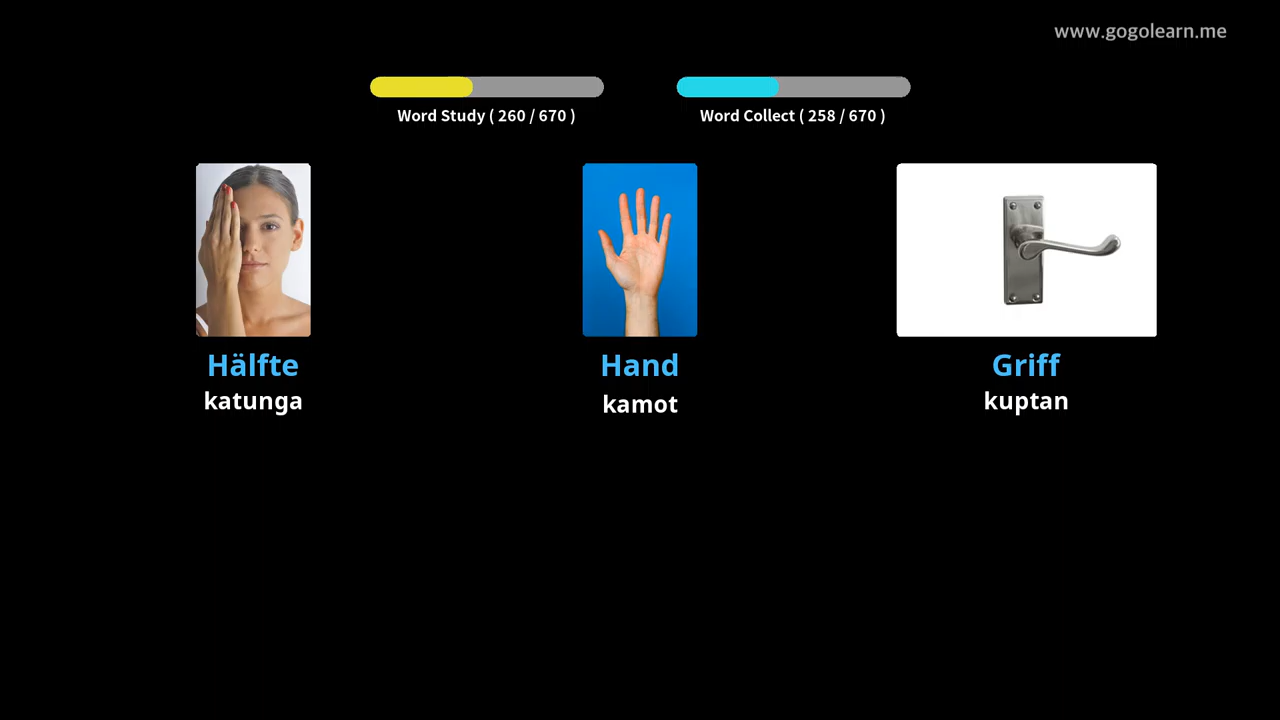 www.gogolearn.me
Word Study ( 260 / 670 )
Word Collect ( 258 / 670 )
Hälfte
katunga
Hand
kamot
Griff
kuptan